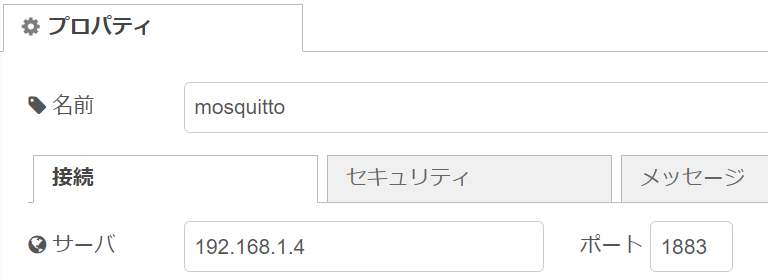 プロパティ
名前 mosquitto
接続 セキュリティ メッセージ
サーバ 192.168.1.4 ポート 1883